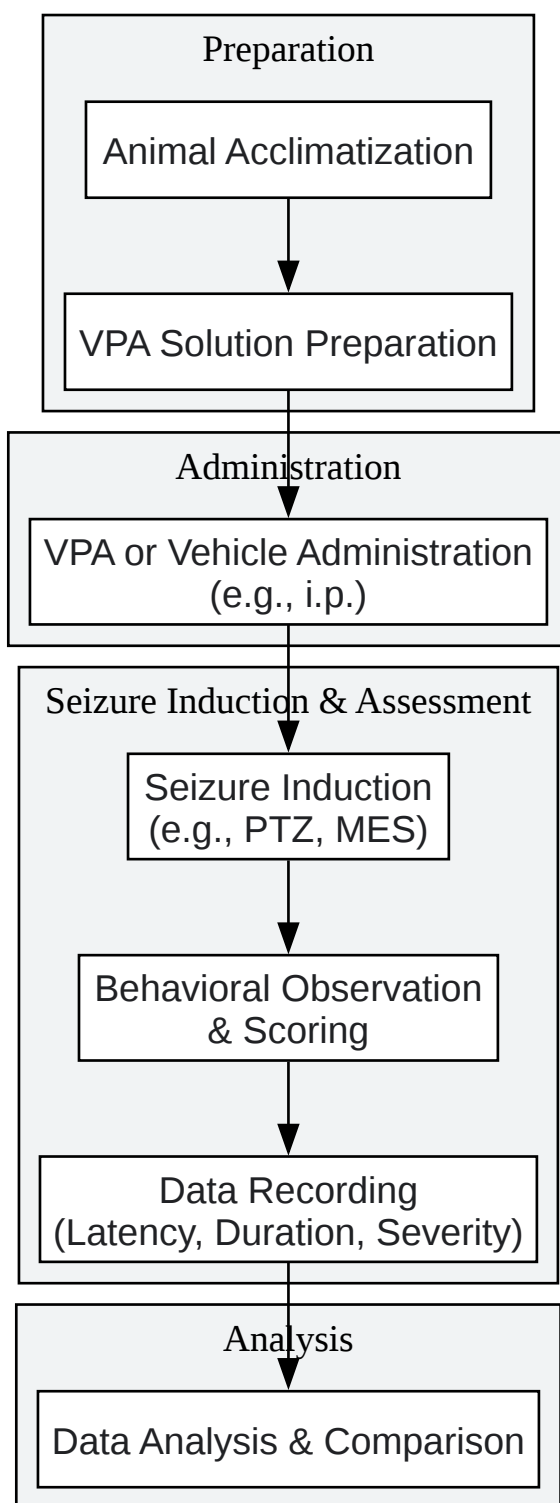 Preparation
Animal Acclimatization
VPA Solution Preparation
Administration
VPA or Vehicle Administration
(e.g., i.p.)
Seizure Induction & Assessment
Seizure Induction
(e.g., PTZ, MES)
Behavioral Observation
& Scoring
Data Recording
(Latency, Duration, Severity)
Analysis
Data Analysis & Comparison